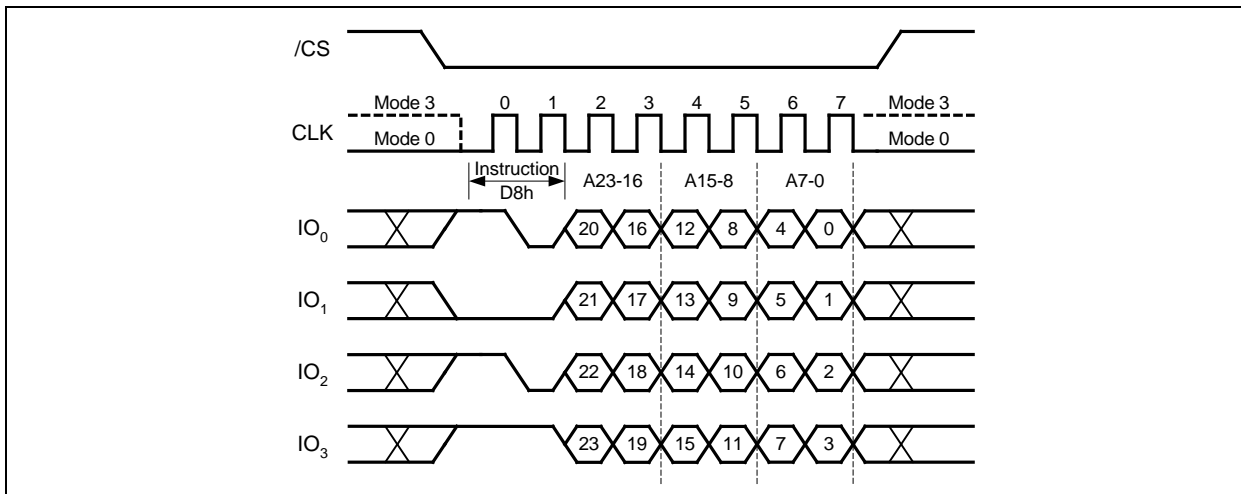 /CS
Mode 3 0 1 2 3 4 5 6 7 Mode 3
CLK
Mode 0 Mode 0
Instruction A23-16 A15-8 A7-0
D8h
IO0 20 16 12 8 4 0
IO1 21 17 13 9 5 1
IO2 22 18 14 10 6 2
IO3 23 19 15 11 7 3